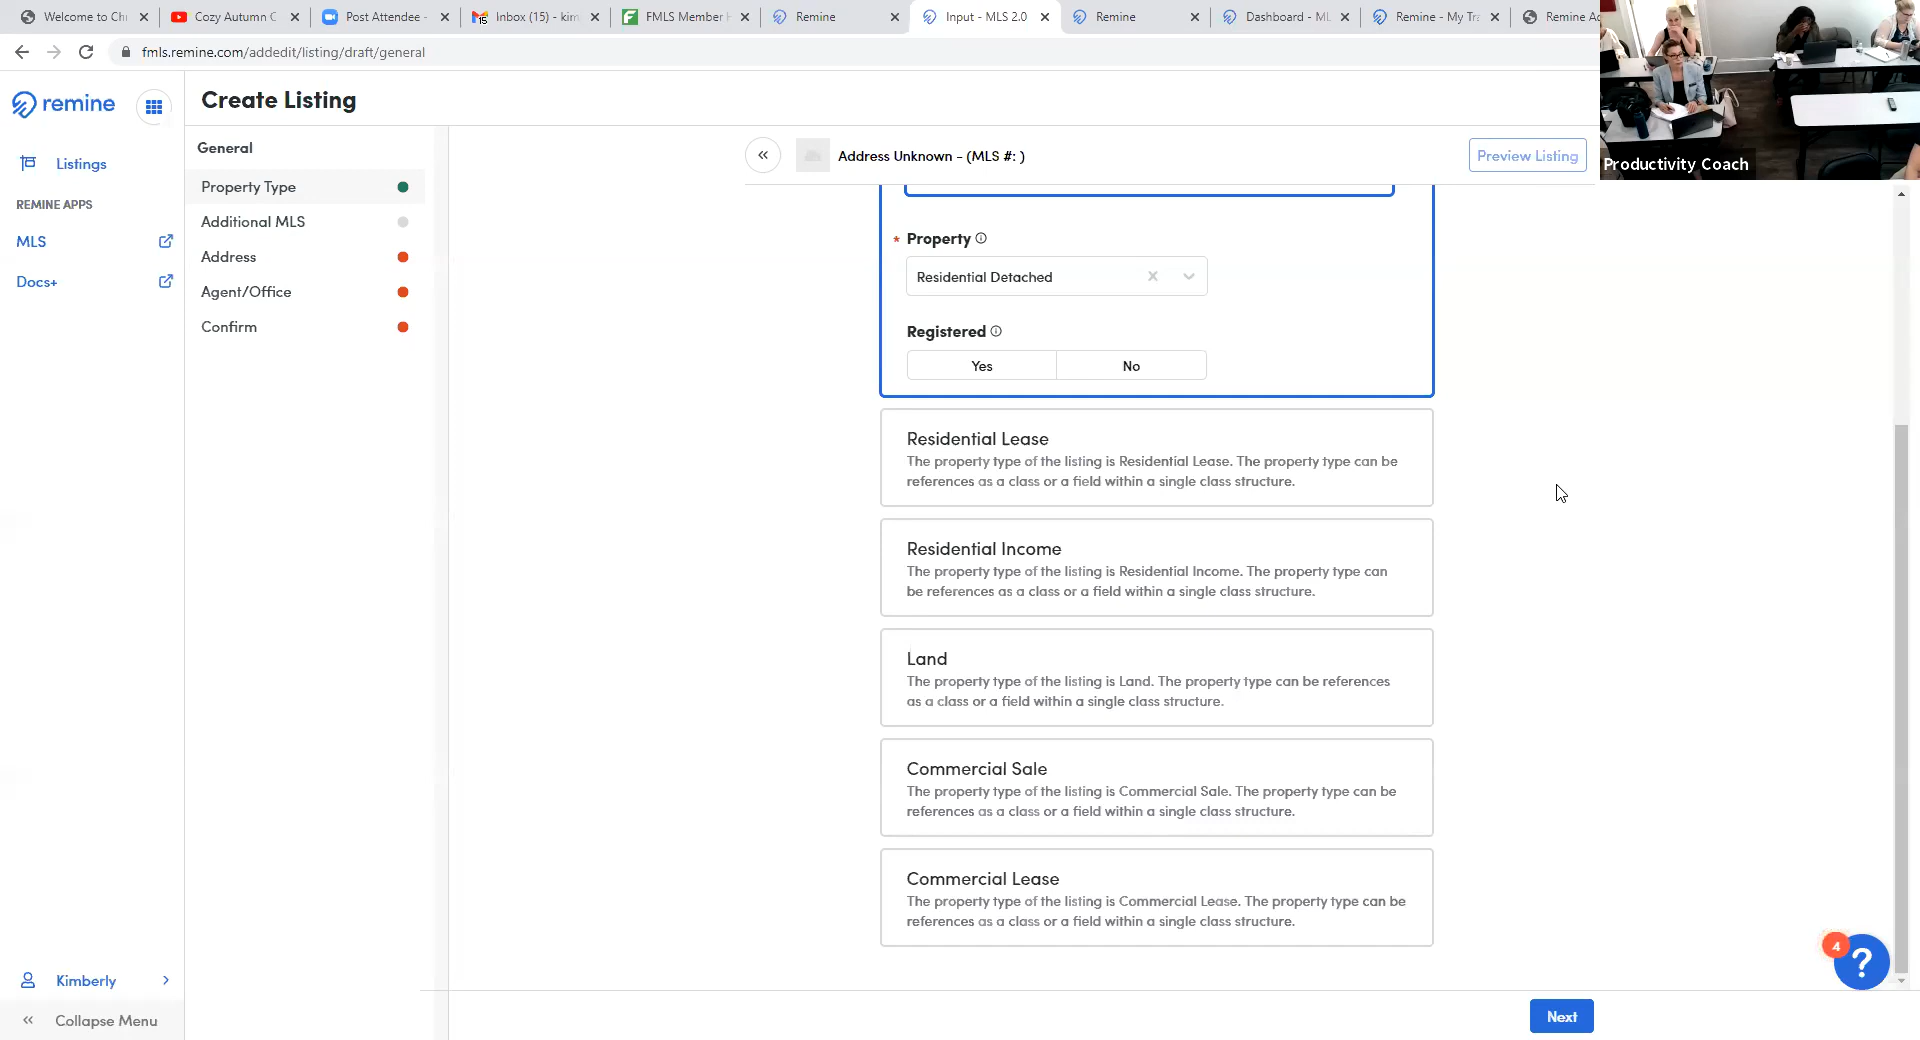 Welcome to Chr
Cozy Autumn C
Post Attendee -
Inbox (15) - kim
FMLS Member H
Remine
Input - MLS 2.0
Remine
Dashboard - ML
Remine - My Tra
Remine Ac
fmls.remine.com/addedit/listing/draft/general
remine
Create Listing
Listings
REMINE APPS
MLS
Docs+
General
Property Type
Additional MLS
Address
Agent/Office
Confirm
Address Unknown - (MLS #: )
Preview Listing
Productivity Coach
* Property
Residential Detached
Registered
Yes No
Residential Lease
The property type of the listing is Residential Lease. The property type can be
references as a class or a field within a single class structure.
Residential Income
The property type of the listing is Residential Income. The property type can
be references as a class or a field within a single class structure.
Land
The property type of the listing is Land. The property type can be references
as a class or a field within a single class structure.
Commercial Sale
The property type of the listing is Commercial Sale. The property type can be
references as a class or a field within a single class structure.
Commercial Lease
The property type of the listing is Commercial Lease. The property type can be
references as a class or a field within a single class structure.
4
?
Kimberly
Collapse Menu
Next